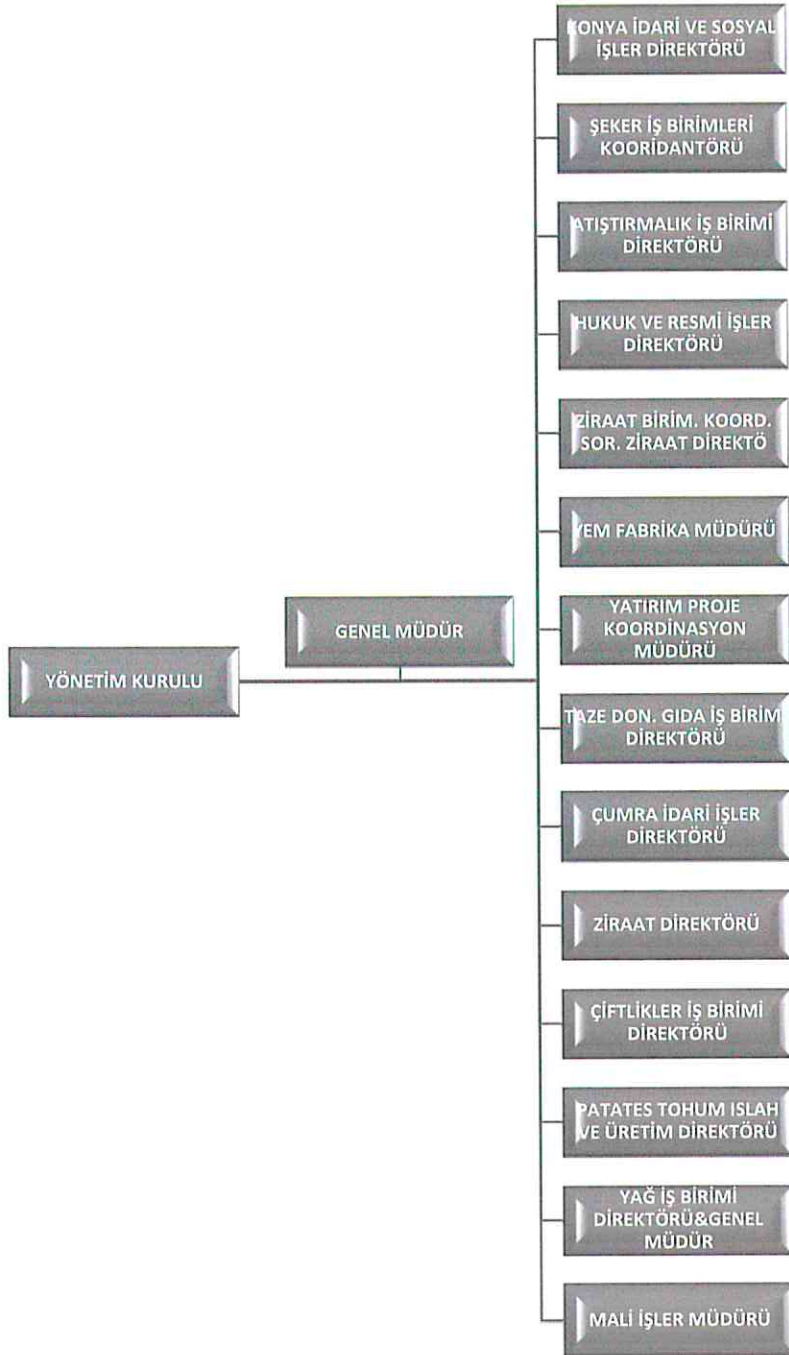 YÖNETİM KURULU
GENEL MÜDÜR
KONYA İDARİ VE SOSYAL
İŞLER DİREKTÖRÜ
ŞEKER İŞ BİRİMLERİ
KOORİDANTÖRÜ
ATIŞTIRMALIK İŞ BİRİMİ
DİREKTÖRÜ
HUKUK VE RESMİ İŞLER
DİREKTÖRÜ
ZİRAAT BİRİM. KOORD.
SOR. ZİRAAT DİREKTÖ
YEM FABRİKA MÜDÜRÜ
YATIRIM PROJE
KOORDİNASYON
MÜDÜRÜ
TAZE DON. GIDA İŞ BİRİM
DİREKTÖRÜ
ÇUMRA İDARİ İŞLER
DİREKTÖRÜ
ZİRAAT DİREKTÖRÜ
ÇİFTLİKLER İŞ BİRİMİ
DİREKTÖRÜ
PATATES TOHUM ISLAH
VE ÜRETİM DİREKTÖRÜ
YAĞ İŞ BİRİMİ
DİREKTÖRÜ&GENEL
MÜDÜR
MALİ İŞLER MÜDÜRÜ